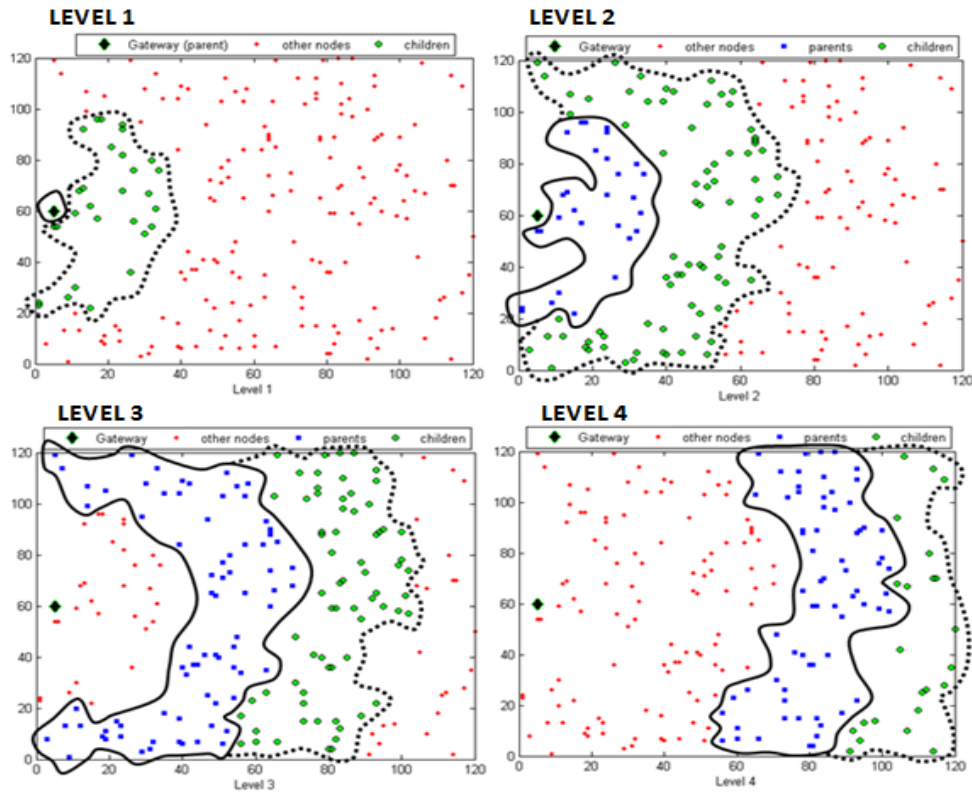 LEVEL 1
Gateway (parent) other nodes children
120
100
80
60
40
20
0
0 20 40 60 80 100 120
Level 1
LEVEL 2
Gateway other nodes parents children
120
100
80
60
40
20
0
0 20 40 60 80 100 120
Level 2
LEVEL 3
Gateway other nodes parents children
120
100
80
60
40
20
0
0 20 40 60 80 100 120
Level 3
LEVEL 4
Gateway other nodes parents children
120
100
80
60
40
20
0
0 20 40 60 80 100 120
Level 4